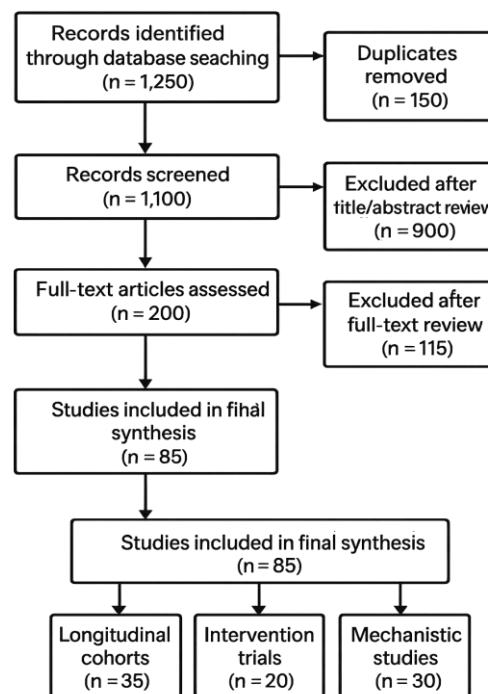 Records identified
through database seaching
(n = 1,250)
Duplicates
removed
(n = 150)
Records screened
(n = 1,100)
Excluded after
title/abstract review
(n = 900)
Full-text articles assessed
(n = 200)
Excluded after
full-text review
(n = 115)
Studies included in fihal
synthesis
(n = 85)
Studies included in final synthesis
(n = 85)
Longitudinal
cohorts
(n = 35)
Intervention
trials
(n = 20)
Mechanistic
studies
(n = 30)